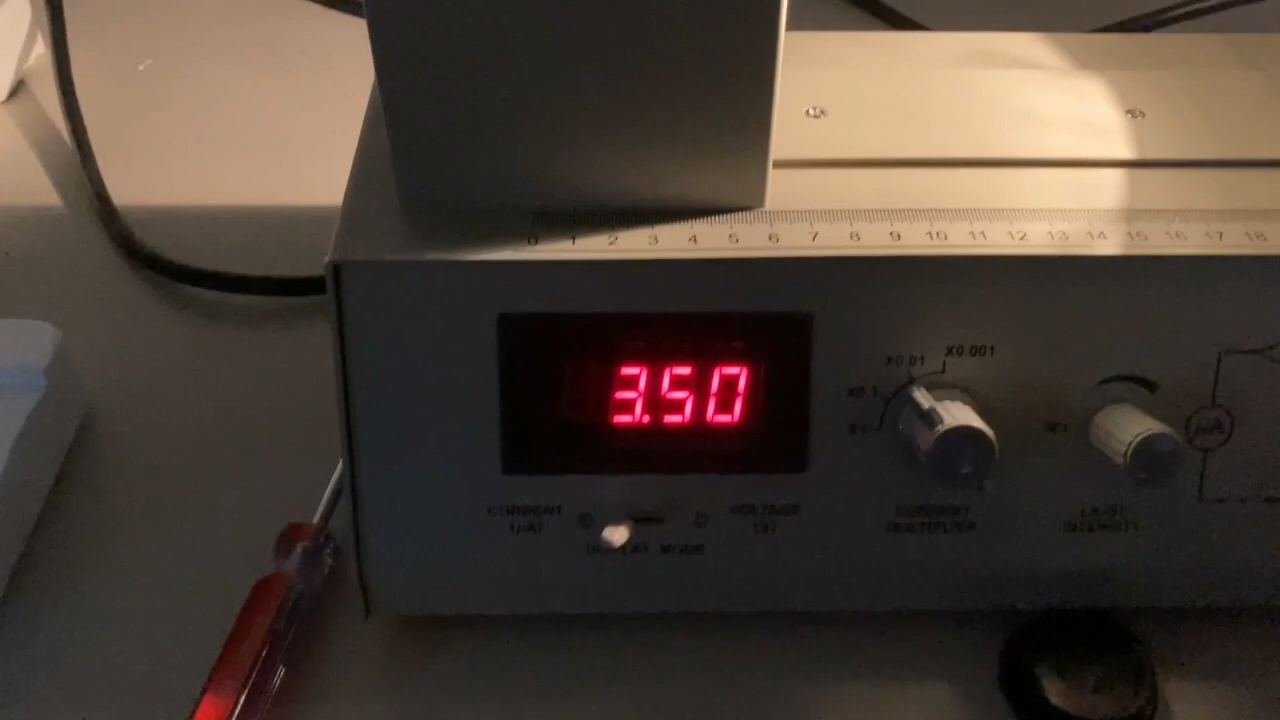 0 1 2 3 4 5 6 7 8 9 10 11 12 13 14 15 16 17 18
3.50
X0.001
X0.01
X0.1
CURRENT
(μA)
VOLTAGE
(V)
DISPLAY MODE
CURRENT
MULTIPLIER
μA
LIGHT
INTENSITY